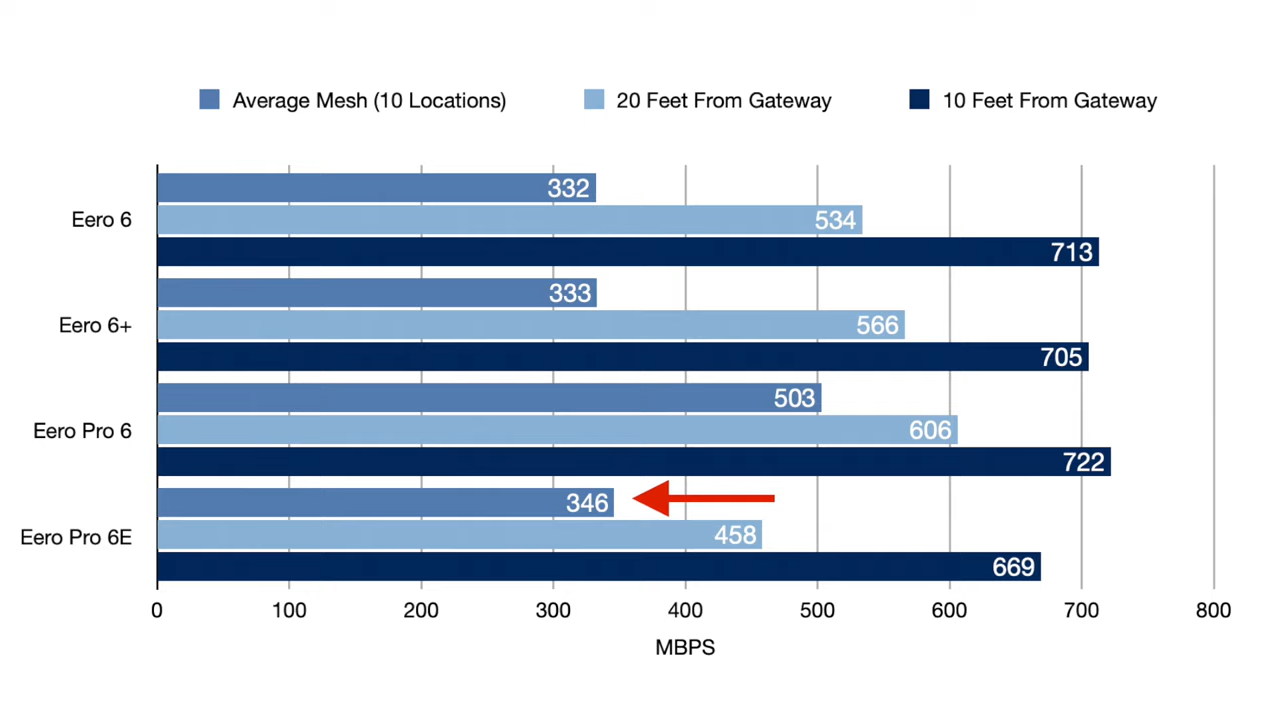 Average Mesh (10 Locations) 20 Feet From Gateway 10 Feet From Gateway
332
Eero 6 534
713
333
Eero 6+ 566
705
503
Eero Pro 6 606
722
346
Eero Pro 6E 458
669
0 100 200 300 400 500 600 700 800
MBPS